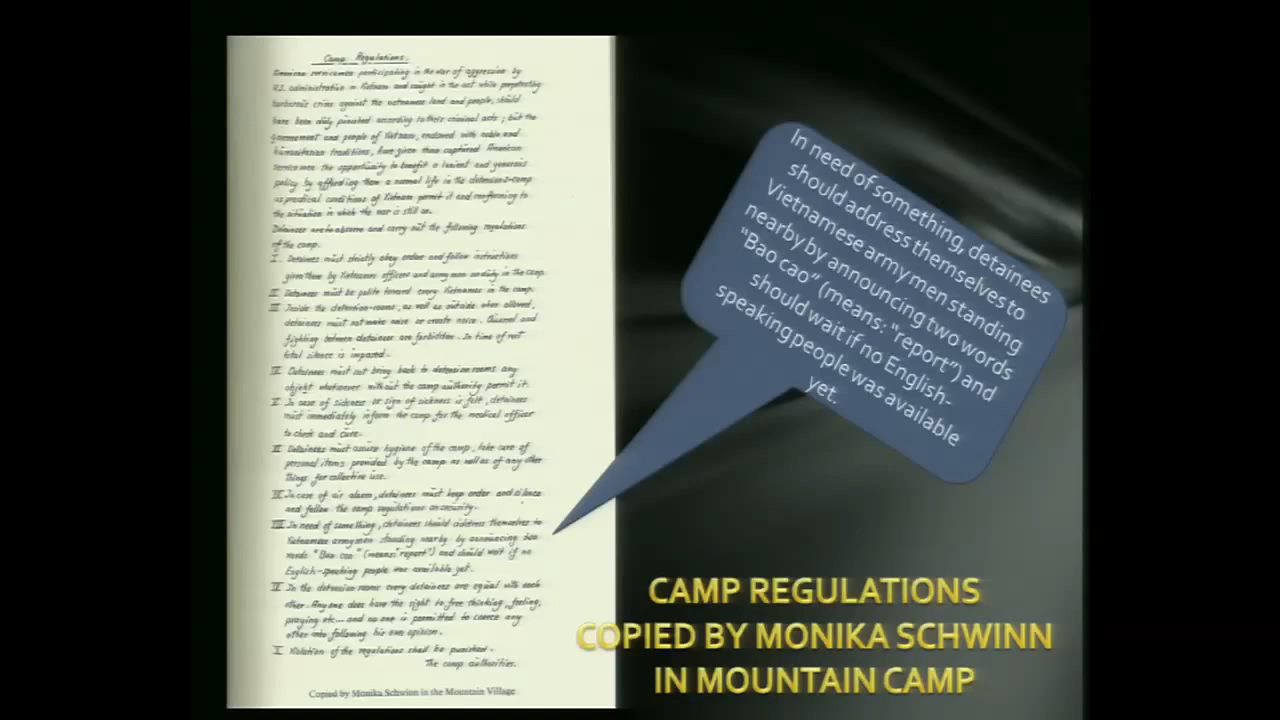 Camp Regulations.
American servicemen participating in the war of aggressive by
U.S. administrative in Vietnam and caught in the act while perpetrating
barbarous crime against the vietnamese land and people, should
have been duly punished according to their criminal acts; but the
government and people of Vietnam, endowed with noble and
humanitarian traditions, have given those captured American
servicemen the opportunity to benefit a lenient and generous
policy by affording them a normal life in the detention-camp
as practical conditions of Vietnam permit it and conforming to
the situation in which the war is still on.
Detainees are to observe and carry out the following regulations
of the camp.
I. Detainees must strictly obey orders and follow instructions
given them by Vietnamese officers and army men on duty in the camp.
II Detainees must be polite toward every Vietnamese in the camp.
III Inside the detention-rooms, as well as outside when allowed,
detainees must not make noise or create noise. Quarrel and
fighting between detainees are forbidden. In time of rest
total silence is imposed.
IV Detainees must not bring back to detention rooms any
objekt whatsoever without the camp authority permit it.
V In case of sickness or sign of sickness is felt, detainees
must immediately inform the camp for the medical officer
to check and cure.
VI Detainees must assure hygiene of the camp, take care of
personal items provided by the camp as well as of any other
things for collective use.
VII In case of air alarm, detainees must keep order and silence
and follow the camp regulations on security.
VIII In need of something, detainees should address themselves to
Vietnamese army men standing nearby by announcing two
words "Bao cao" (means "report") and should wait if no
English-speaking people was available yet.
IX In the detension rooms every detainees are equal with each
other. Anyone does have the right to free thinking, feeling,
praying etc... and no one is permitted to coerce any
other into following his own opinion.
X Violation of the regulations shall be punished.
The camp authorities.
Copied by Monika Schwinn in the Mountain Village
In need of something, detainees
should address themselves to
Vietnamese army men standing
nearby by announcing two words
"Bao cao" (means: "report") and
should wait if no English-
speaking people was available
yet.
CAMP REGULATIONS
COPIED BY MONIKA SCHWINN
IN MOUNTAIN CAMP